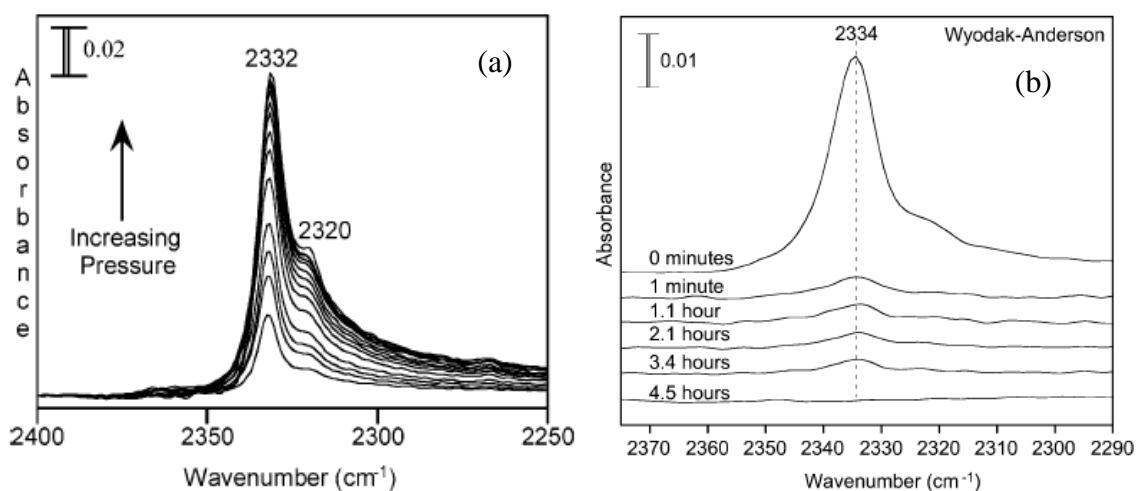 0.02
(a)
2332
2320
Absorbance
Increasing
Pressure
2400
2350
2300
2250
Wavenumber (cm⁻¹)
2334
Wyodak-Anderson
0.01
(b)
Absorbance
0 minutes
1 minute
1.1 hour
2.1 hours
3.4 hours
4.5 hours
2370 2360 2350 2340 2330 2320 2310 2300 2290
Wavenumber (cm⁻¹)